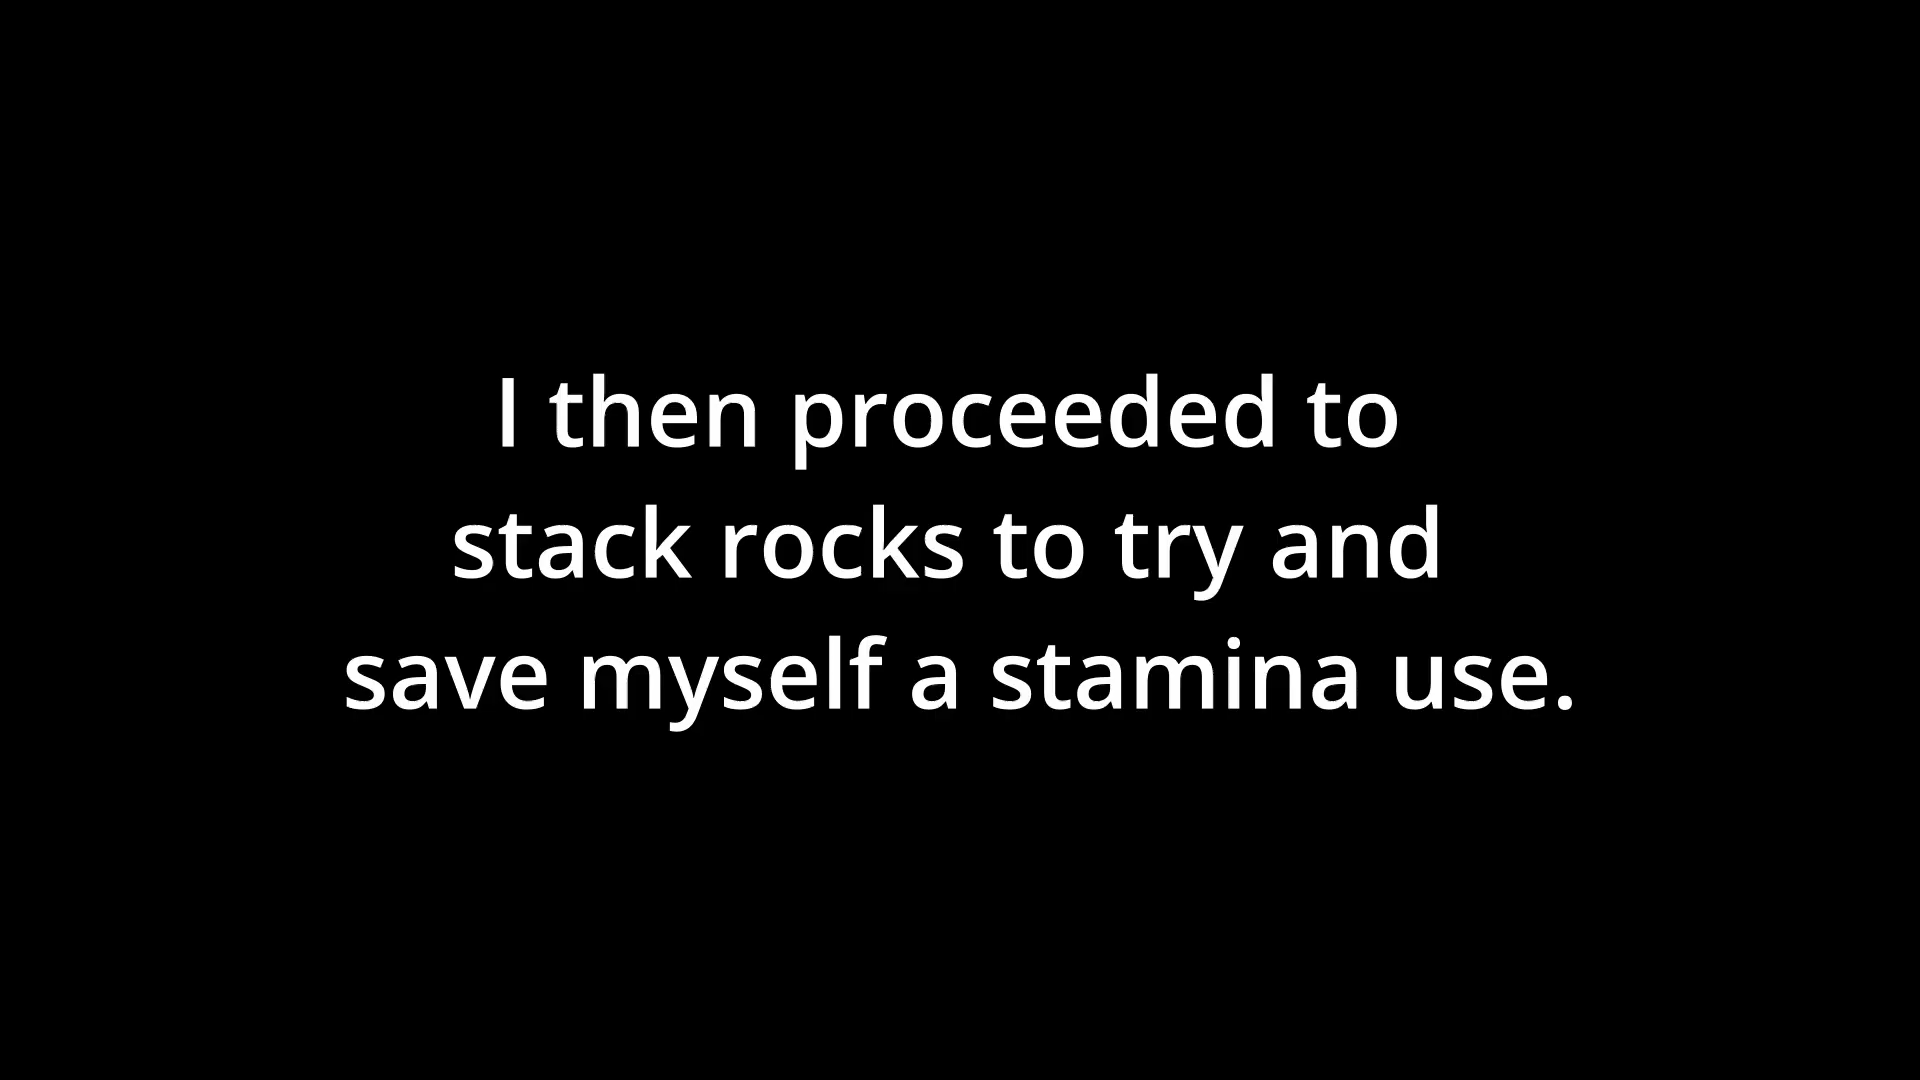 I then proceeded to
stack rocks to try and
save myself a stamina use.